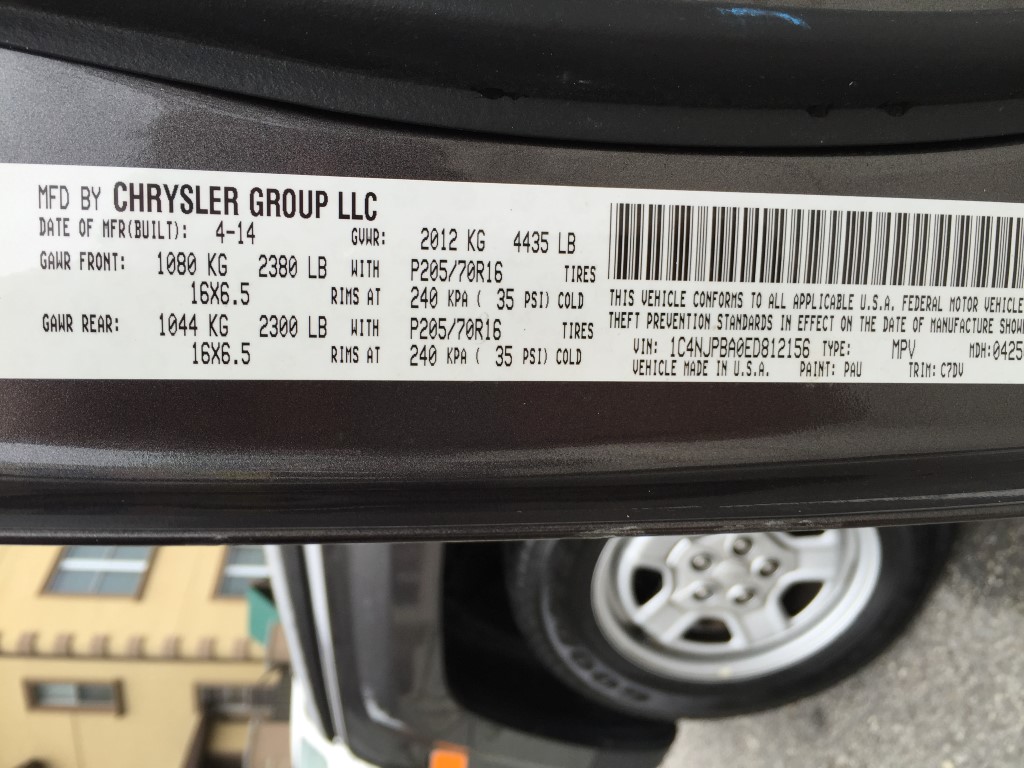 MFD BY CHRYSLER GROUP LLC
DATE OF MFR(BUILT): 4-14 GVWR: 2012 KG 4435 LB
GAWR FRONT: 1080 KG 2380 LB WITH P205/70R16 TIRES
16X6.5 RIMS AT 240 KPA ( 35 PSI) COLD
GAWR REAR: 1044 KG 2300 LB WITH P205/70R16 TIRES
16X6.5 RIMS AT 240 KPA ( 35 PSI) COLD
THIS VEHICLE CONFORMS TO ALL APPLICABLE U.S.A. FEDERAL MOTOR VEHICLE
THEFT PREVENTION STANDARDS IN EFFECT ON THE DATE OF MANUFACTURE SHOW
VIN: 1C4NJPBA0ED812156 TYPE: MPV MDH:0425
VEHICLE MADE IN U.S.A. PAINT: PAU TRIM: C7DV